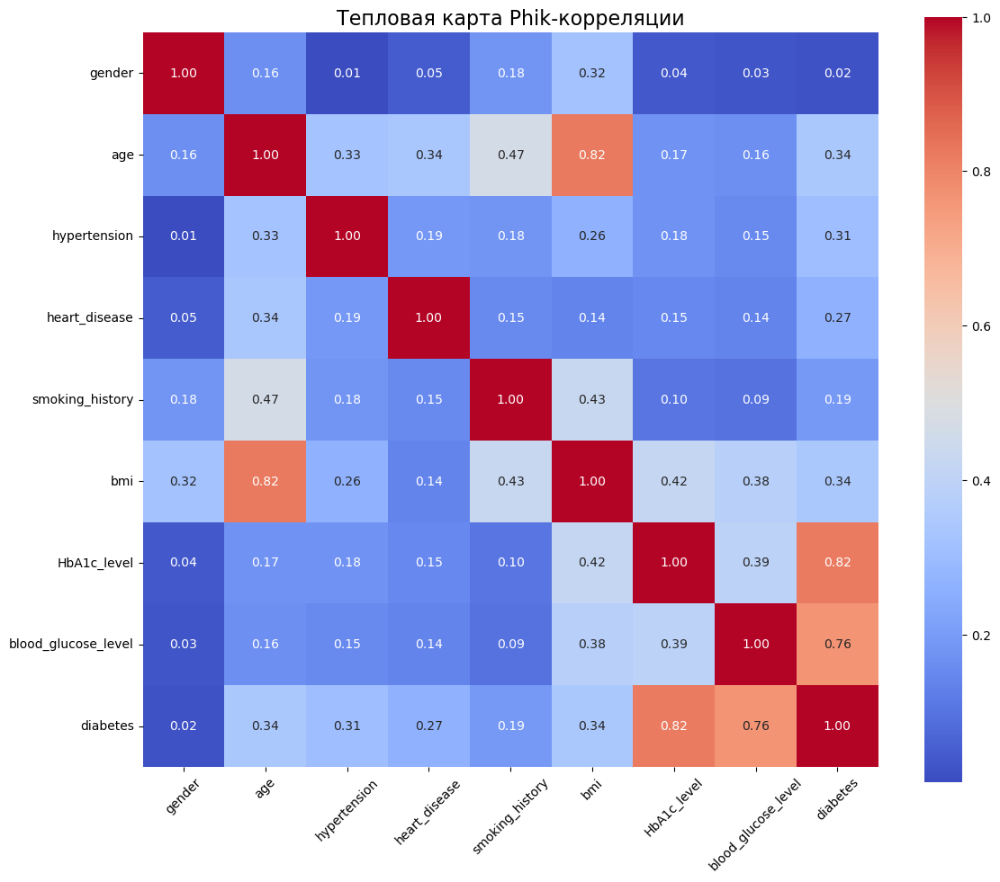 Тепловая карта Phik-корреляции
1.0
gender 1.00 0.16 0.01 0.05 0.18 0.32 0.04 0.03 0.02
age 0.16 1.00 0.33 0.34 0.47 0.82 0.17 0.16 0.34
0.8
hypertension 0.01 0.33 1.00 0.19 0.18 0.26 0.18 0.15 0.31
heart_disease 0.05 0.34 0.19 1.00 0.15 0.14 0.15 0.14 0.27
0.6
smoking_history 0.18 0.47 0.18 0.15 1.00 0.43 0.10 0.09 0.19
0.4
bmi 0.32 0.82 0.26 0.14 0.43 1.00 0.42 0.38 0.34
HbA1c_level 0.04 0.17 0.18 0.15 0.10 0.42 1.00 0.39 0.82
0.2
blood_glucose_level 0.03 0.16 0.15 0.14 0.09 0.38 0.39 1.00 0.76
diabetes 0.02 0.34 0.31 0.27 0.19 0.34 0.82 0.76 1.00
gender age hypertension heart_disease smoking_history bmi HbA1c_level blood_glucose_level diabetes